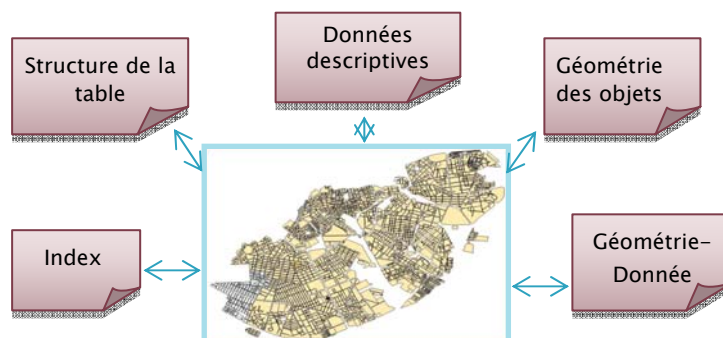 Structure de la
table
Données
descriptives
Géométrie
des objets
Index
Géométrie-
Donnée